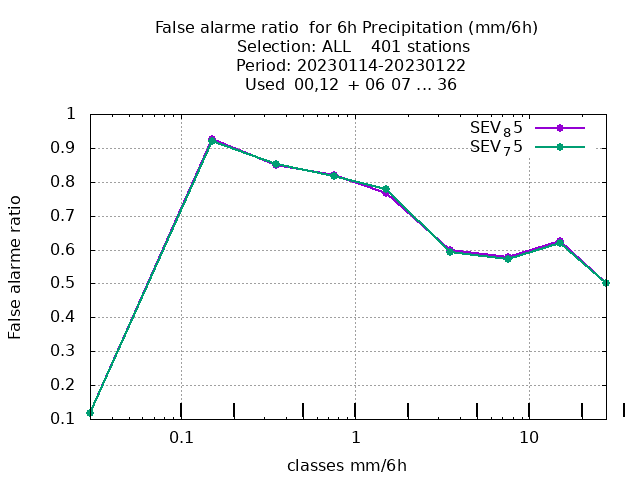 False alarme ratio  for 6h Precipitation (mm/6h)
Selection: ALL    401 stations
Period: 20230114-20230122
Used  00,12  + 06 07 ... 36
SEV₈5
SEV₇5
1
0.9
0.8
0.7
0.6
0.5
0.4
0.3
0.2
0.1
False alarme ratio
0.1
1
10
classes mm/6h